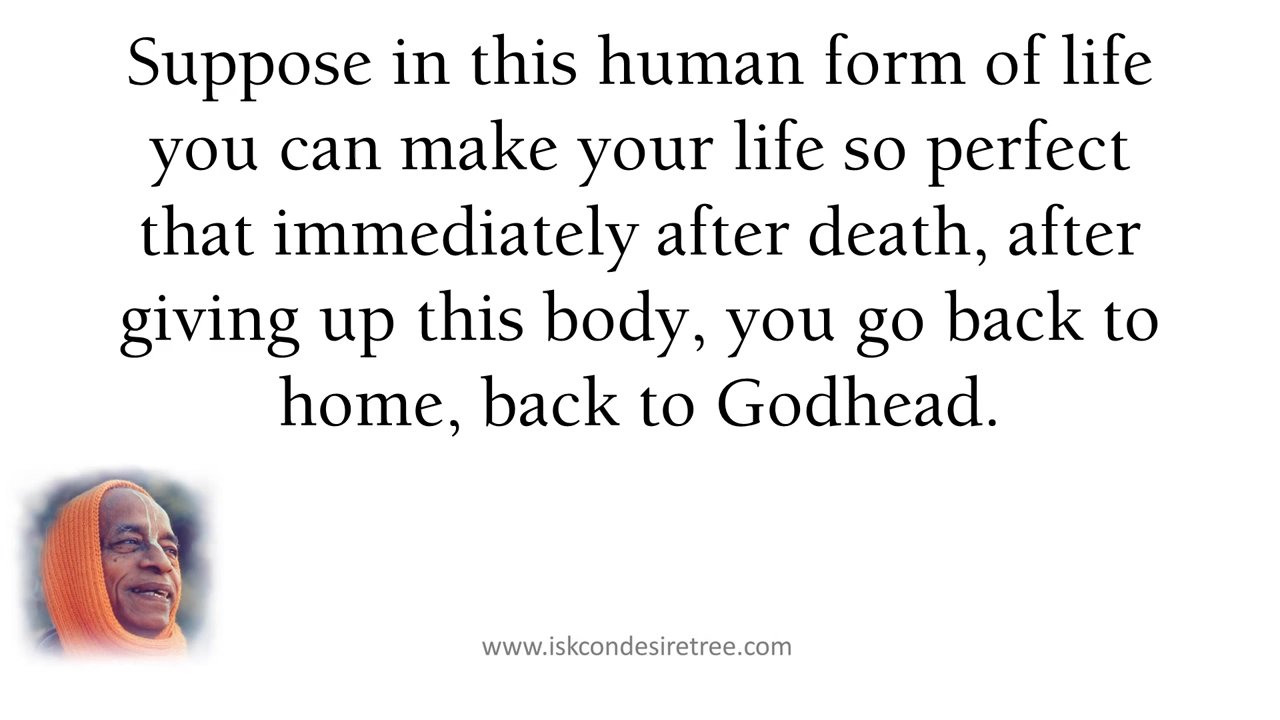 Suppose in this human form of life
you can make your life so perfect
that immediately after death, after
giving up this body, you go back to
home, back to Godhead.
www.iskcondesiretree.com